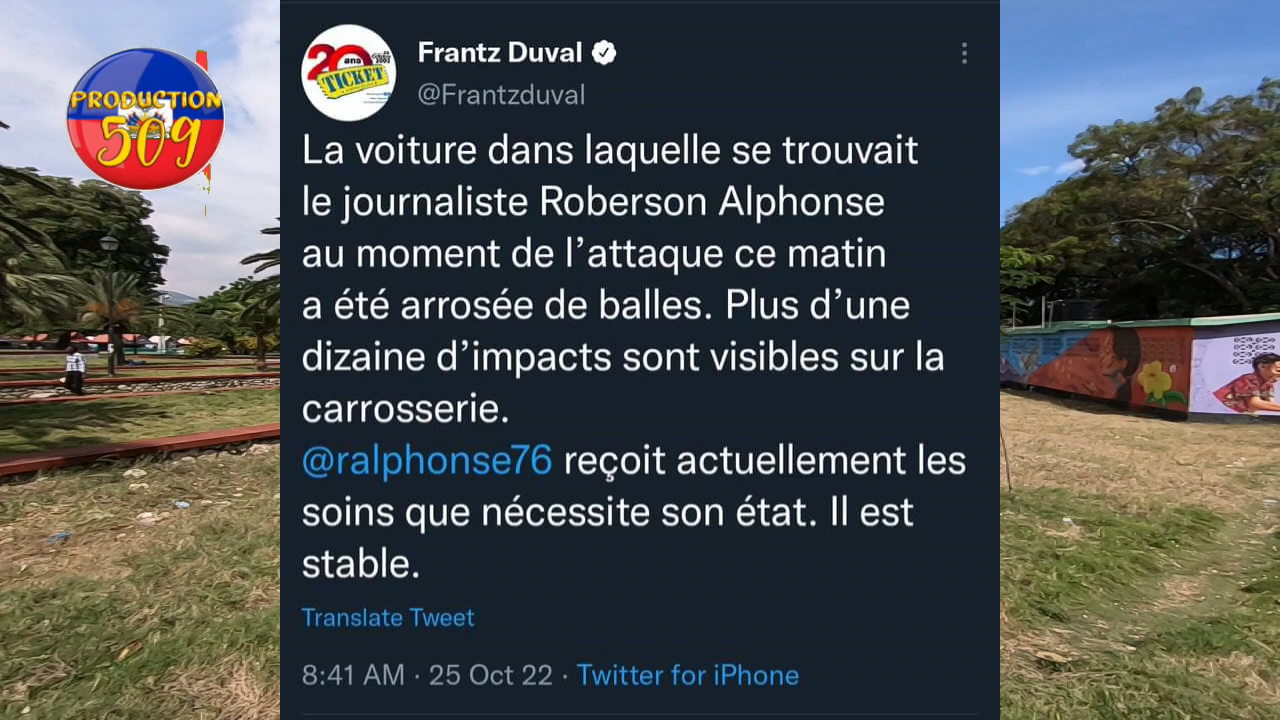 PRODUCTION
509
20 ans
TICKET
Frantz Duval
@Frantzduval
La voiture dans laquelle se trouvait
le journaliste Roberson Alphonse
au moment de l’attaque ce matin
a été arrosée de balles. Plus d’une
dizaine d’impacts sont visibles sur la
carrosserie.
@ralphonse76 reçoit actuellement les
soins que nécessite son état. Il est
stable.
Translate Tweet
8:41 AM · 25 Oct 22 · Twitter for iPhone